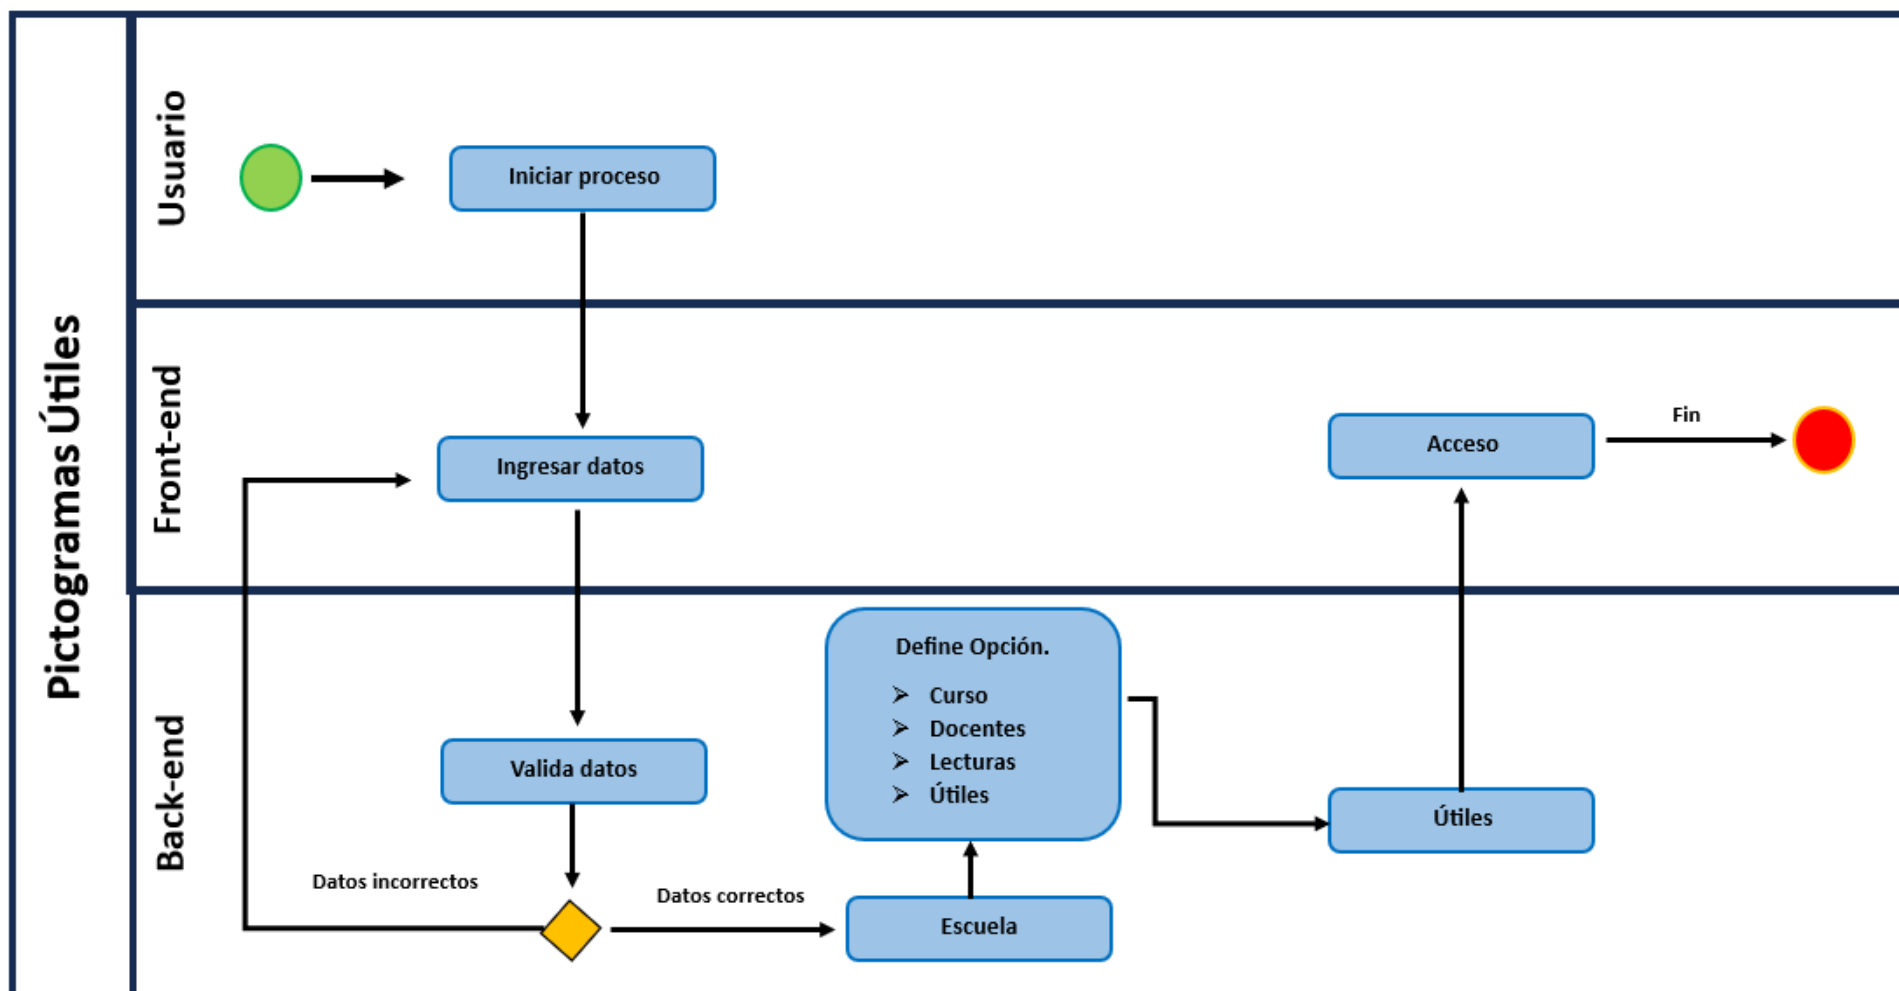 Pictogramas Útiles
Usuario
Iniciar proceso
Front-end
Ingresar datos
Acceso
Fin
Back-end
Valida datos
Datos incorrectos
Datos correctos
Escuela
Define Opción.
➢ Curso
➢ Docentes
➢ Lecturas
➢ Útiles
Útiles